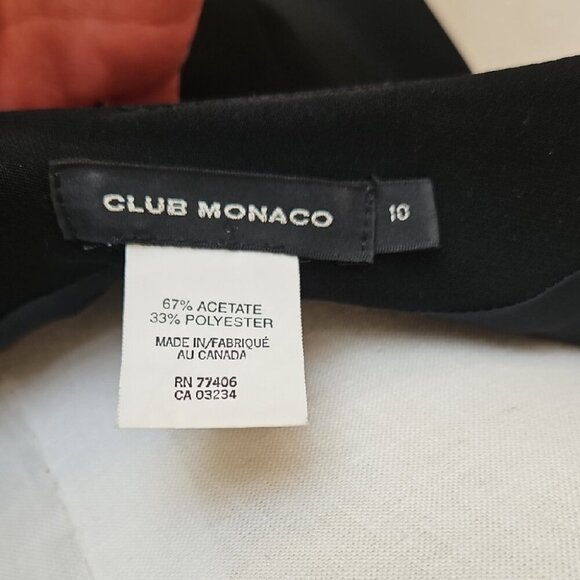 CLUB MONACO
10
67% ACETATE
33% POLYESTER
MADE IN/FABRIQUÉ
AU CANADA
RN 77406
CA 03234